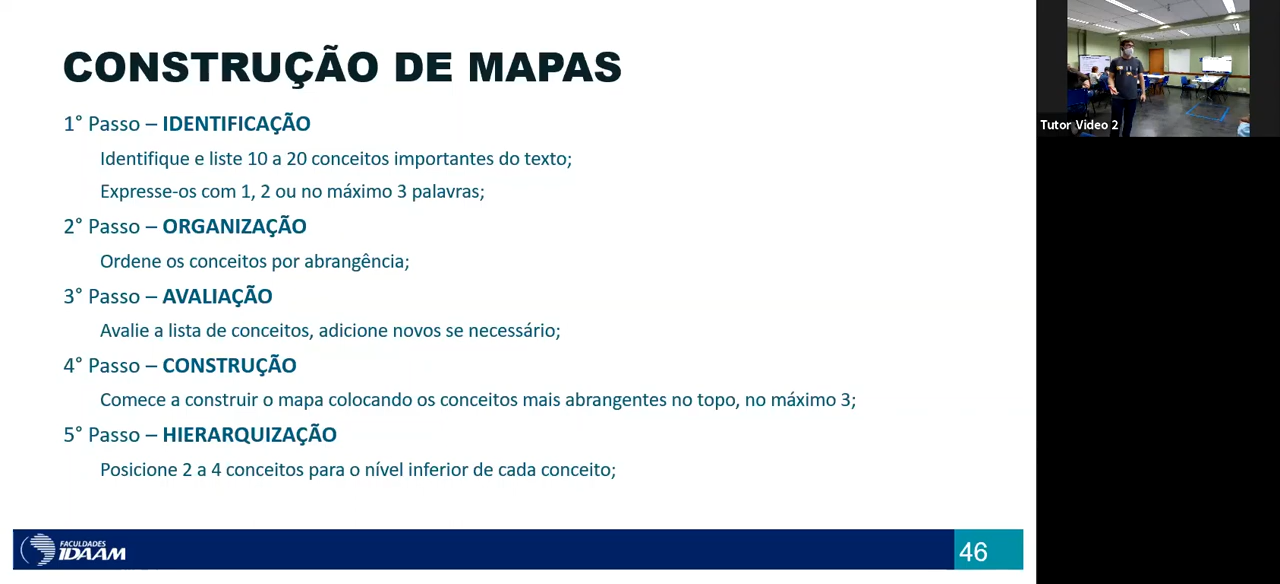 CONSTRUÇÃO DE MAPAS
1° Passo – IDENTIFICAÇÃO
Identifique e liste 10 a 20 conceitos importantes do texto;
Expresse-os com 1, 2 ou no máximo 3 palavras;
2° Passo – ORGANIZAÇÃO
Ordene os conceitos por abrangência;
3° Passo – AVALIAÇÃO
Avalie a lista de conceitos, adicione novos se necessário;
4° Passo – CONSTRUÇÃO
Comece a construir o mapa colocando os conceitos mais abrangentes no topo, no máximo 3;
5° Passo – HIERARQUIZAÇÃO
Posicione 2 a 4 conceitos para o nível inferior de cada conceito;
FACULDADES
IDAAM
46
Tutor Video 2